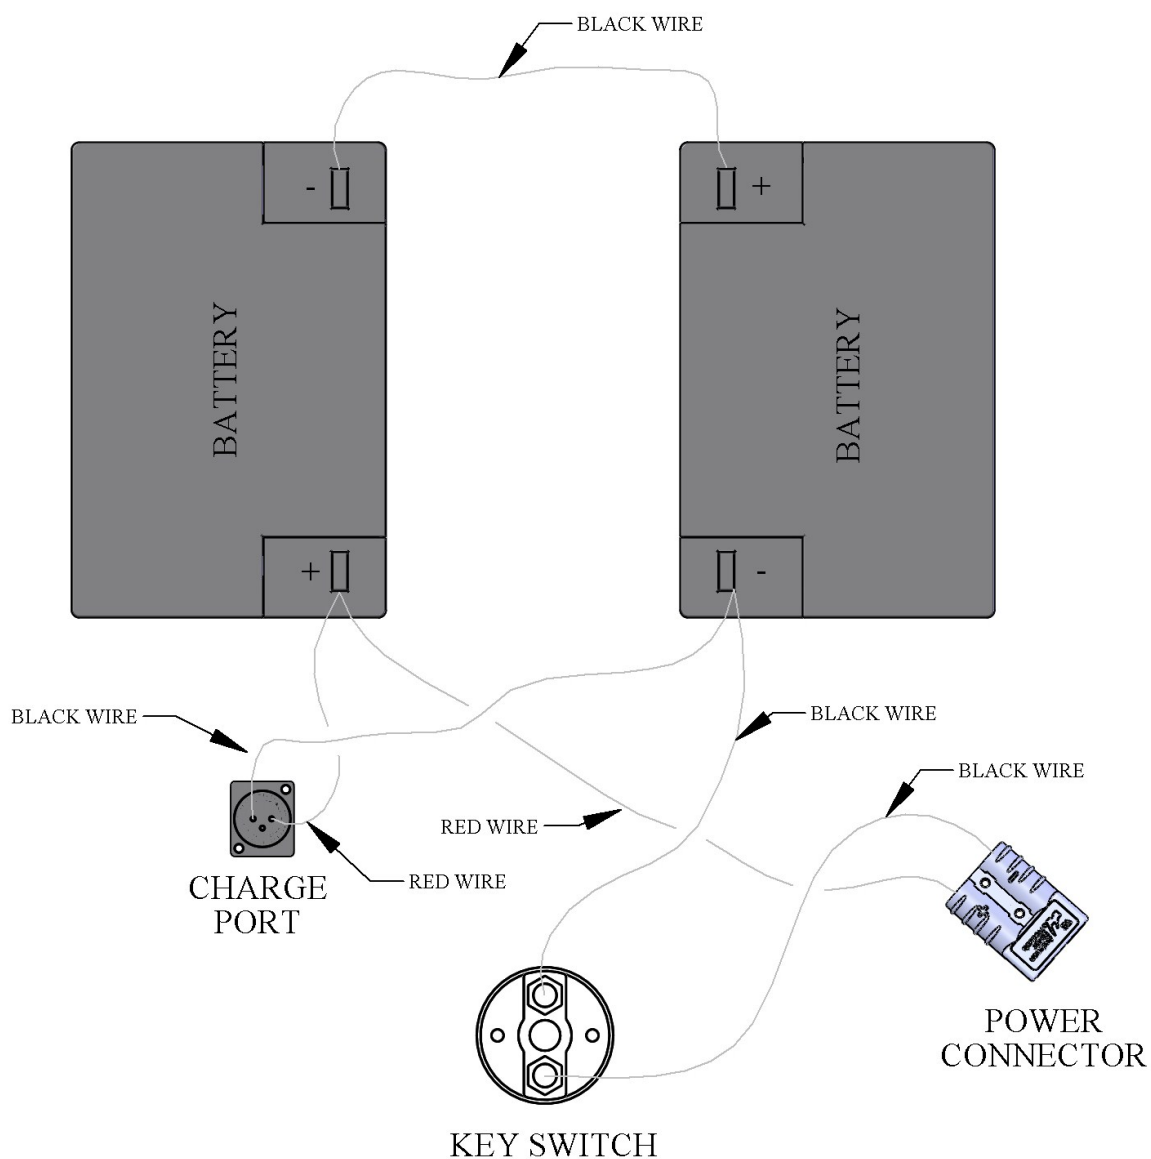 BLACK WIRE
-
+
BATTERY
BATTERY
+
-
BLACK WIRE
BLACK WIRE
BLACK WIRE
RED WIRE
RED WIRE
CHARGE
PORT
POWER
CONNECTOR
KEY SWITCH